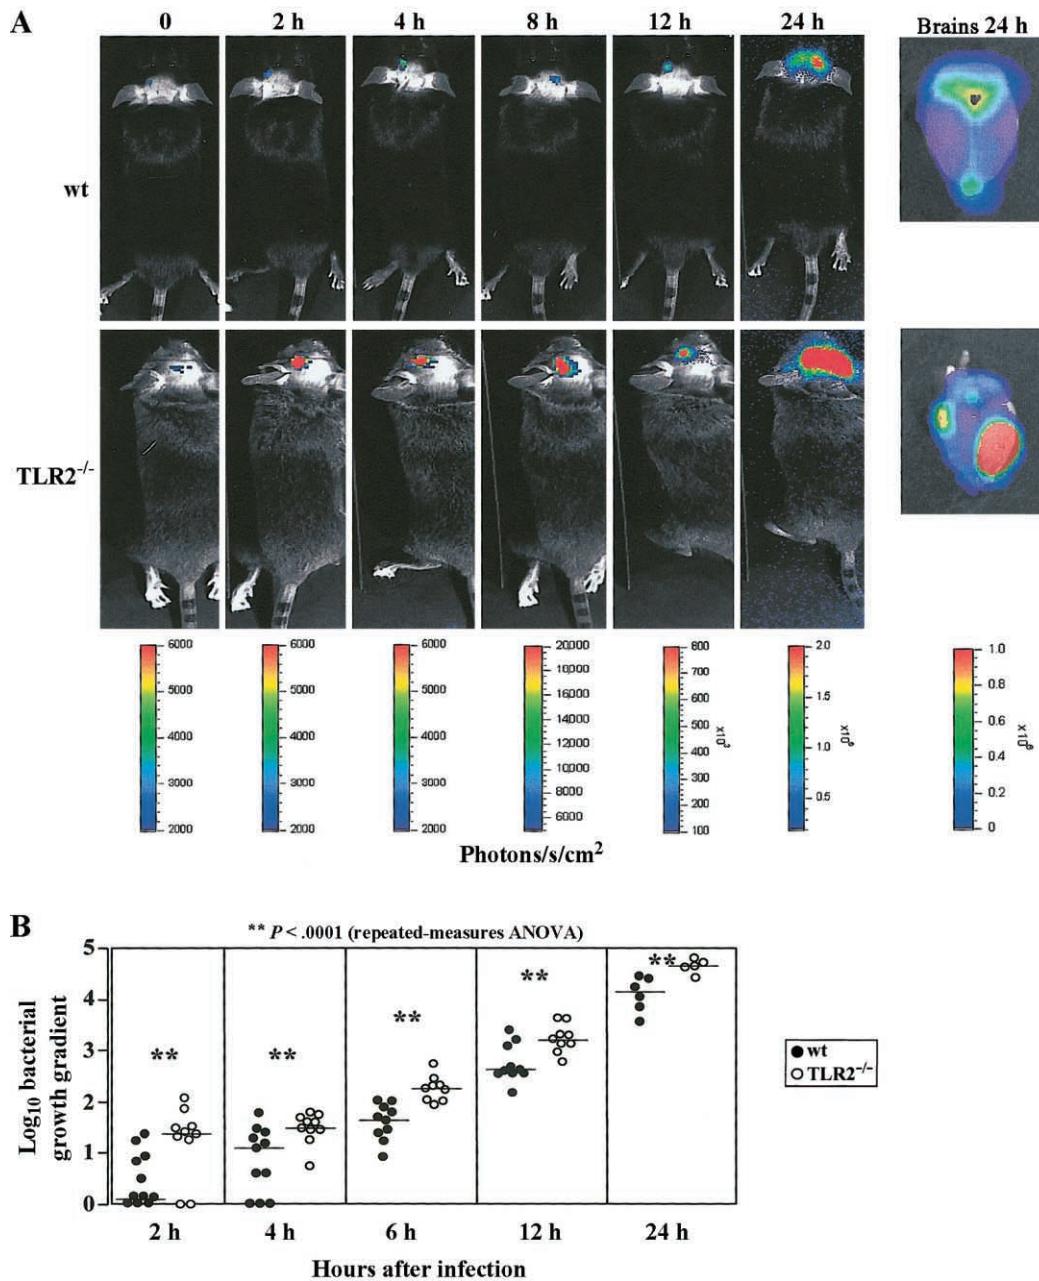 A
0 2 h 4 h 8 h 12 h 24 h Brains 24 h
wt
TLR2-/-
6000 6000 6000 20000 800 2.0 1.0
5000 5000 5000 18000 700 1.5 0.8
4000 4000 4000 16000 600 1.0 0.6
3000 3000 3000 14000 500 0.5 0.4
2000 2000 2000 12000 400 0.2
10000 300 0
8000 200
6000 100
Photons/s/cm2
B
** P < .0001 (repeated-measures ANOVA)
5
4
3
2
1
0
** ** ** ** **
Log10 bacterial
growth gradient
2 h 4 h 6 h 12 h 24 h
Hours after infection
wt
TLR2-/-